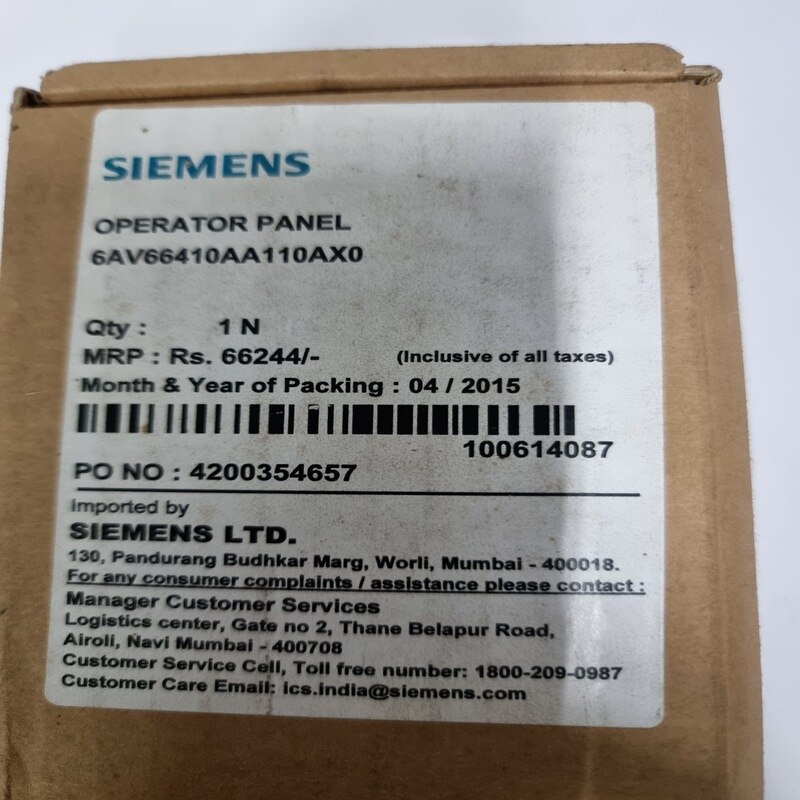 SIEMENS
OPERATOR PANEL
6AV66410AA110AX0
Qty : 1 N
MRP : Rs. 66244/- (Inclusive of all taxes)
Month & Year of Packing : 04 / 2015
100614087
PO NO : 4200354657
Imported by
SIEMENS LTD.
130, Pandurang Budhkar Marg, Worli, Mumbai - 400018.
For any consumer complaints / assistance please contact :
Manager Customer Services
Logistics center, Gate no 2, Thane Belapur Road,
Airoli, Navi Mumbai - 400708
Customer Service Cell, Toll free number: 1800-209-0987
Customer Care Email: ics.india@siemens.com